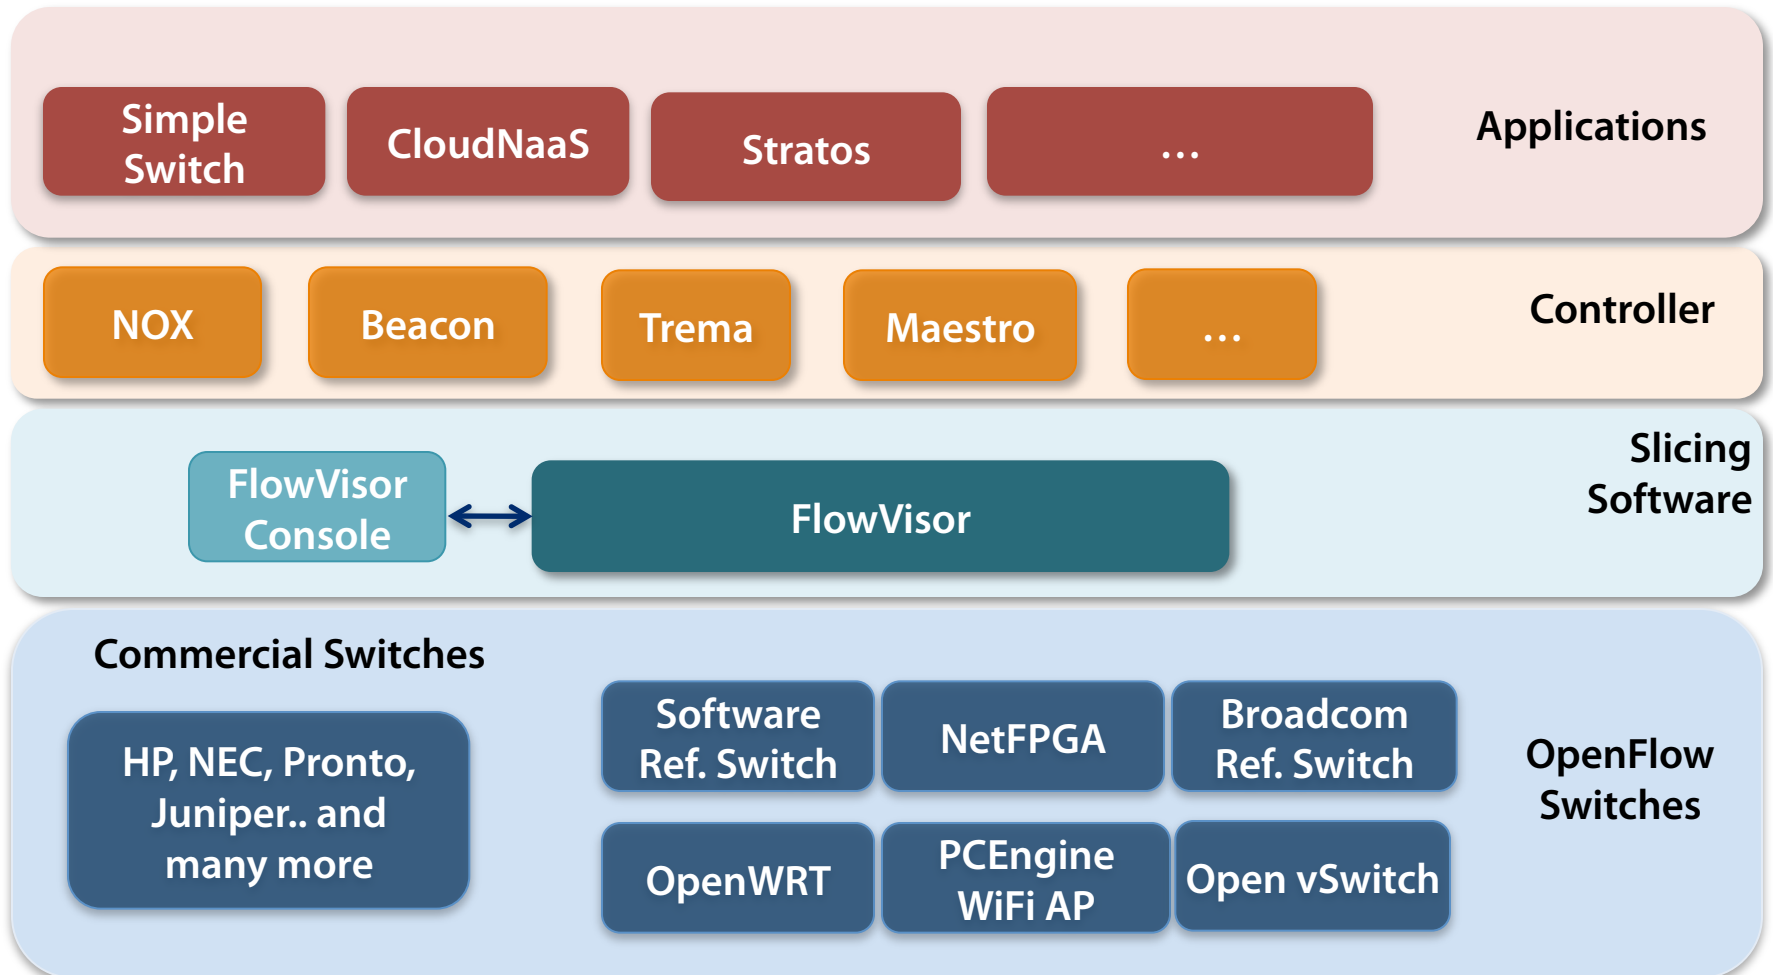 Simple
Switch
CloudNaaS
Stratos
...
Applications
NOX
Beacon
Trema
Maestro
...
Controller
FlowVisor
Console
FlowVisor
Slicing
Software
Commercial Switches
HP, NEC, Pronto,
Juniper.. and
many more
Software
Ref. Switch
NetFPGA
Broadcom
Ref. Switch
OpenWRT
PCEngine
WiFi AP
Open vSwitch
OpenFlow
Switches